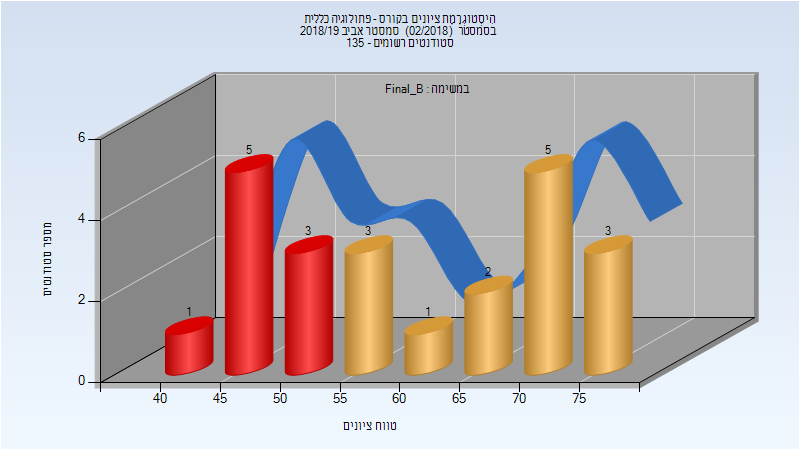 היסטוגרמת ציונים בקורס - פתולוגיה כללית
בסמסטר (02/2018) סמסטר אביב 2018/19
סטודנטים רשומים - 135
במשימה : Final_B
מספר סטודנטים
6
4
2
0
1
5
3
3
1
2
5
3
40 45 50 55 60 65 70 75
טווח ציונים